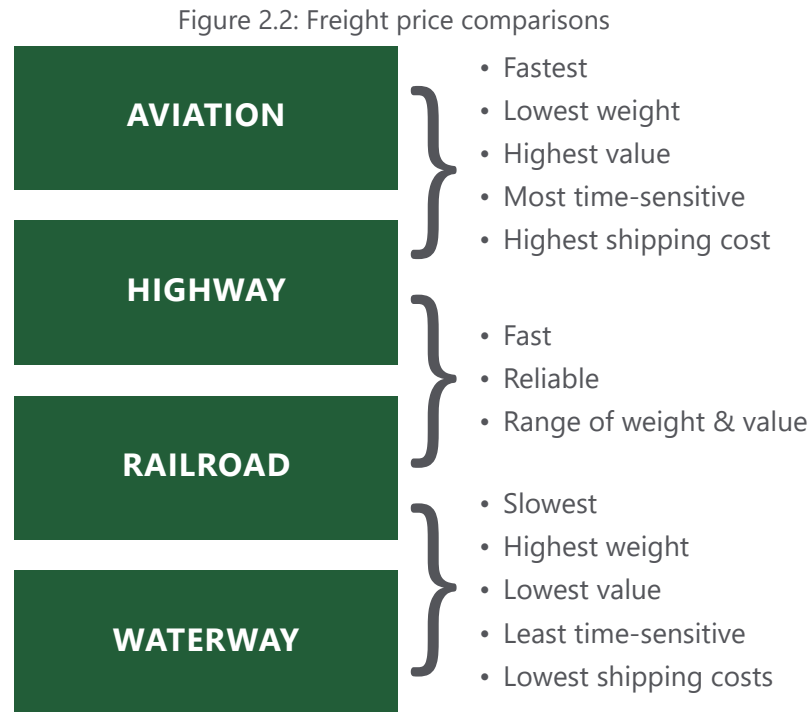 Figure 2.2: Freight price comparisons
AVIATION
• Fastest
• Lowest weight
• Highest value
• Most time-sensitive
• Highest shipping cost
HIGHWAY
• Fast
• Reliable
• Range of weight & value
RAILROAD
• Slowest
• Highest weight
• Lowest value
• Least time-sensitive
• Lowest shipping costs
WATERWAY